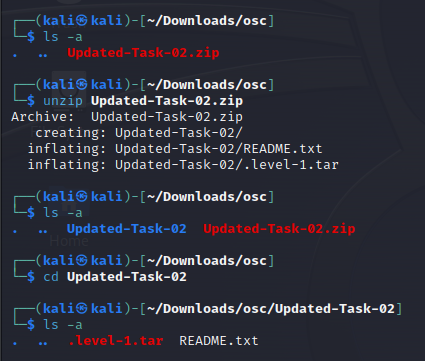 ┌──(kali㉿kali)-[~/Downloads/osc]
└─$ ls -a
.  ..  Updated-Task-02.zip
┌──(kali㉿kali)-[~/Downloads/osc]
└─$ unzip Updated-Task-02.zip
Archive:  Updated-Task-02.zip
   creating: Updated-Task-02/
  inflating: Updated-Task-02/README.txt
  inflating: Updated-Task-02/.level-1.tar
┌──(kali㉿kali)-[~/Downloads/osc]
└─$ ls -a
.  ..  Updated-Task-02  Updated-Task-02.zip
Home
┌──(kali㉿kali)-[~/Downloads/osc]
└─$ cd Updated-Task-02
┌──(kali㉿kali)-[~/Downloads/osc/Updated-Task-02]
└─$ ls -a
.  ..  .level-1.tar  README.txt